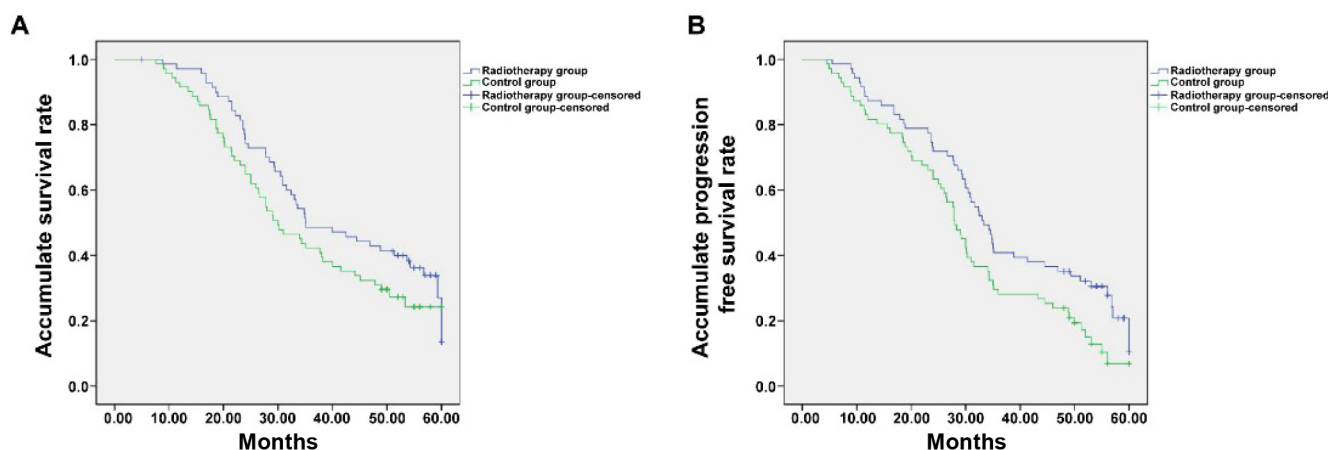 A
Accumulate survival rate
1.0
0.8
0.6
0.4
0.2
0.0
0.00 10.00 20.00 30.00 40.00 50.00 60.00
Months
Radiotherapy group
Control group
Radiotherapy group-censored
Control group-censored
B
Accumulate progression
free survival rate
1.0
0.8
0.6
0.4
0.2
0.0
0.00 10.00 20.00 30.00 40.00 50.00 60.00
Months
Radiotherapy group
Control group
Radiotherapy group-censored
Control group-censored